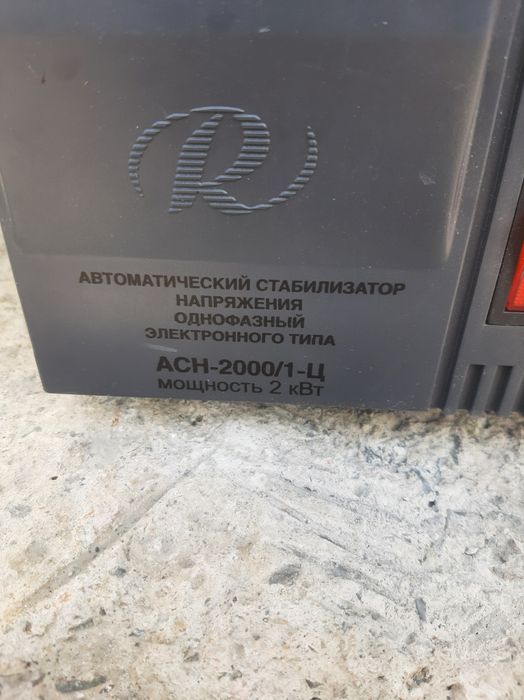 R
АВТОМАТИЧЕСКИЙ СТАБИЛИЗАТОР
НАПРЯЖЕНИЯ
ОДНОФАЗНЫЙ
ЭЛЕКТРОННОГО ТИПА
АСН-2000/1-Ц
МОЩНОСТЬ 2 кВт